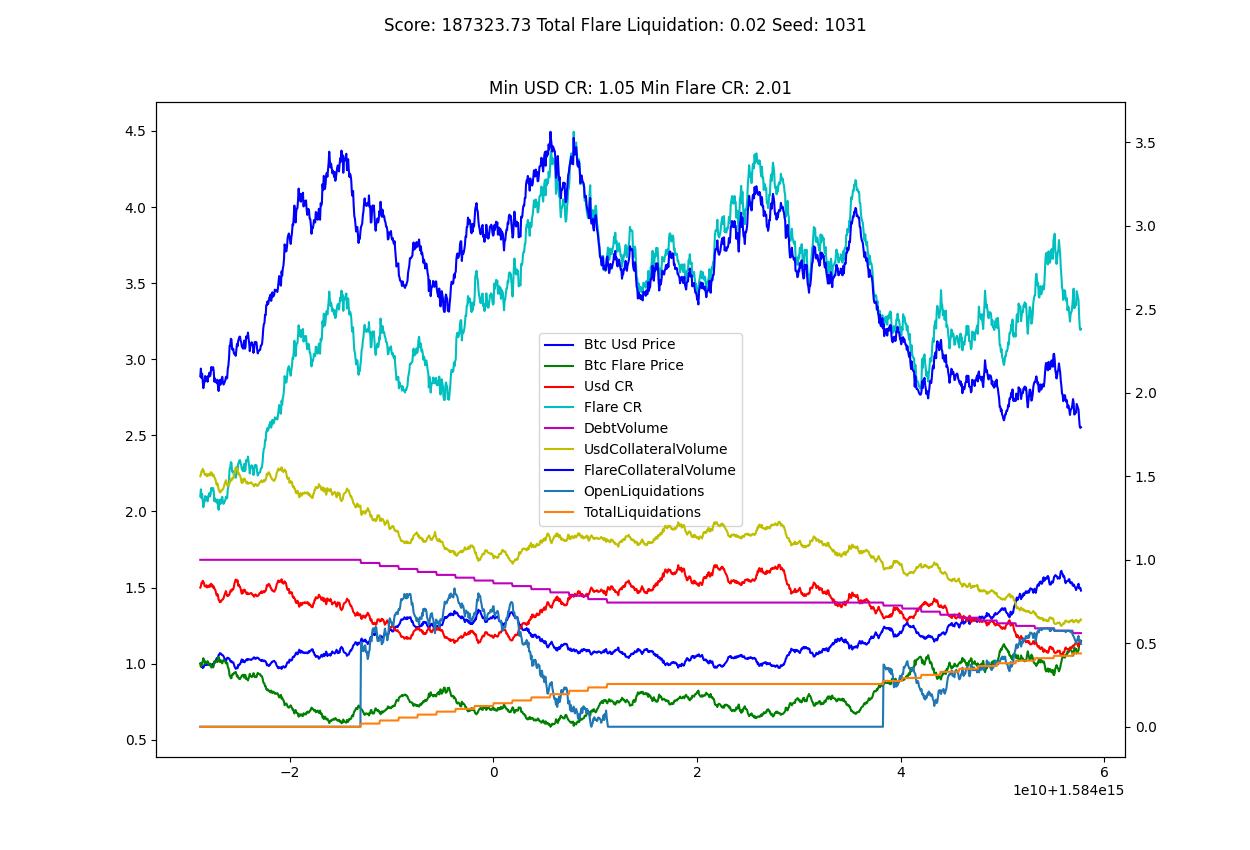 Score: 187323.73 Total Flare Liquidation: 0.02 Seed: 1031
Min USD CR: 1.05 Min Flare CR: 2.01
4.5
4.0
3.5
3.0
2.5
2.0
1.5
1.0
0.5
3.5
3.0
2.5
2.0
1.5
1.0
0.5
0.0
Btc Usd Price
Btc Flare Price
Usd CR
Flare CR
DebtVolume
UsdCollateralVolume
FlareCollateralVolume
OpenLiquidations
TotalLiquidations
−2 0 2 4 6
1e10+1.584e15